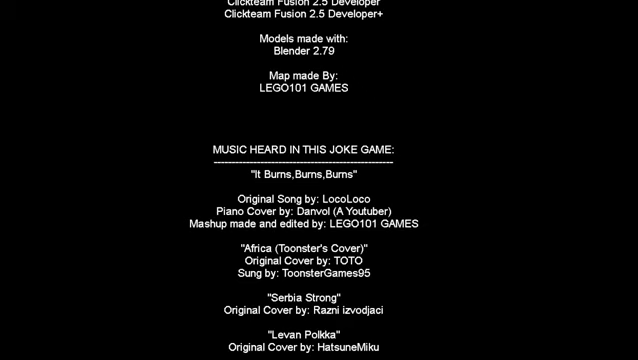 Clickteam Fusion 2.5 Developer
Clickteam Fusion 2.5 Developer+
Models made with:
Blender 2.79
Map made By:
LEGO101 GAMES
MUSIC HEARD IN THIS JOKE GAME:
--------------------------------------------------
"It Burns,Burns,Burns"
Original Song by: LocoLoco
Piano Cover by: Danvol (A Youtuber)
Mashup made and edited by: LEGO101 GAMES
"Africa (Toonster's Cover)"
Original Cover by: TOTO
Sung by: ToonsterGames95
"Serbia Strong"
Original Cover by: Razni izvodjaci
"Levan Polkka"
Original Cover by: HatsuneMiku